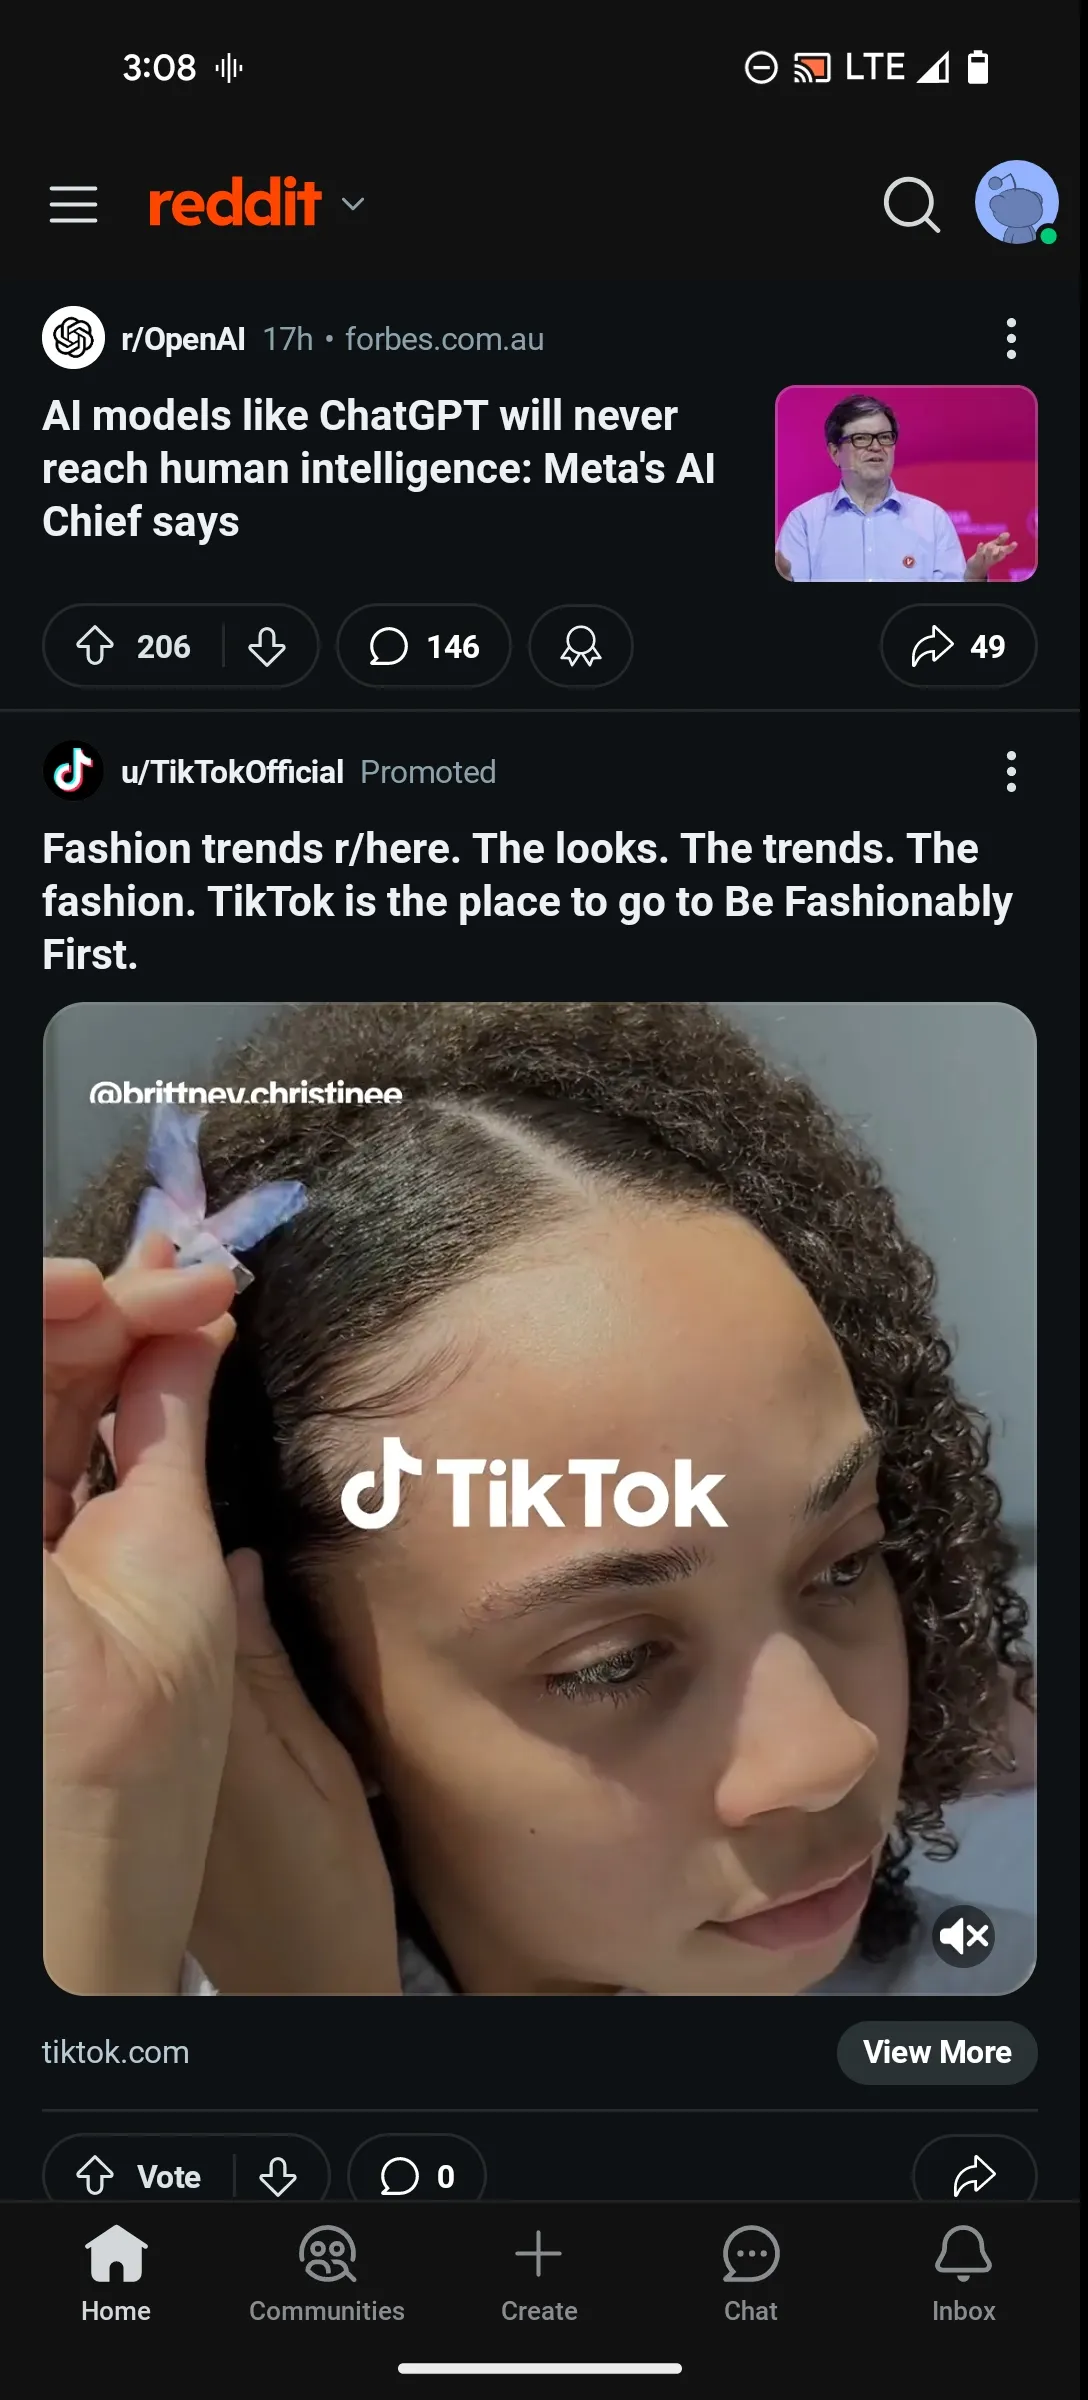 3:08
LTE
reddit
r/OpenAI 17h • forbes.com.au
AI models like ChatGPT will never
reach human intelligence: Meta's AI
Chief says
206
146
49
u/TikTokOfficial Promoted
Fashion trends r/here. The looks. The trends. The
fashion. TikTok is the place to go to Be Fashionably
First.
@brittney.christinee
TikTok
tiktok.com
View More
Vote
0
Home
Communities
Create
Chat
Inbox